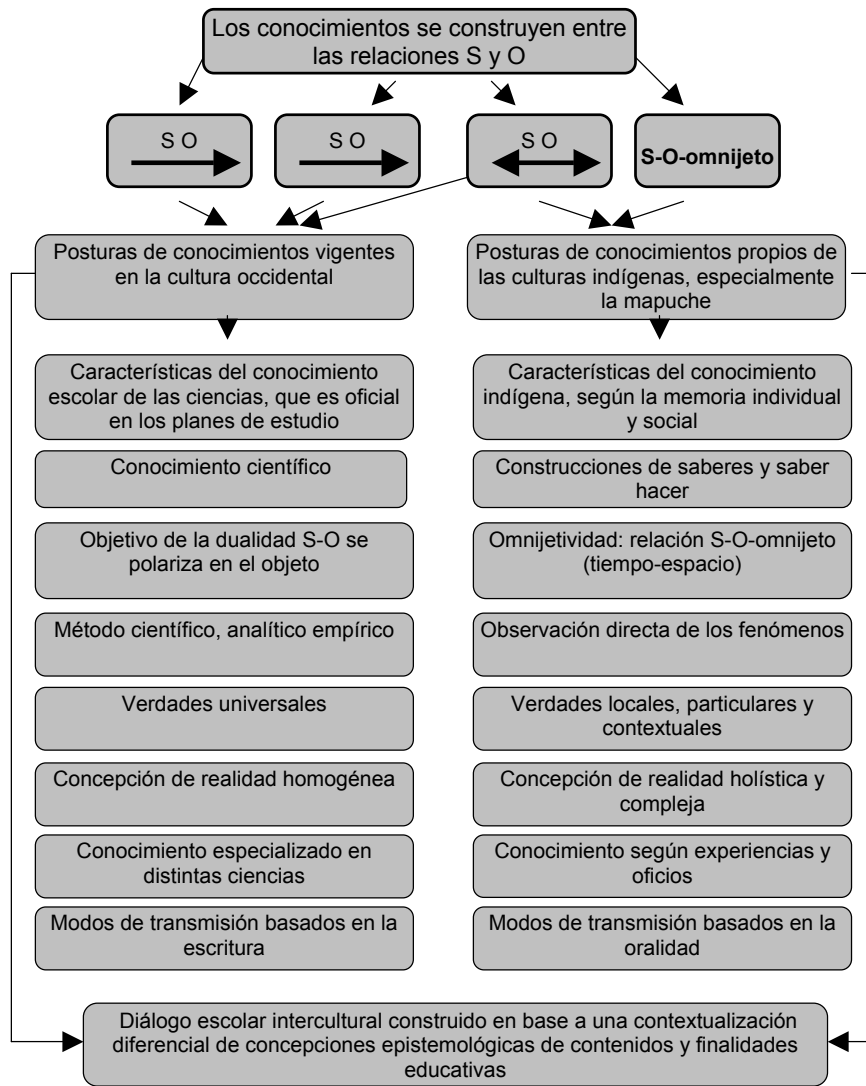 Los conocimientos se construyen entre
las relaciones S y O
S O
S O
S O
S-O-omnijeto
Posturas de conocimientos vigentes
en la cultura occidental
Posturas de conocimientos propios de
las culturas indígenas, especialmente
la mapuche
Características del conocimiento
escolar de las ciencias, que es oficial
en los planes de estudio
Características del conocimiento
indígena, según la memoria individual
y social
Conocimiento científico
Construcciones de saberes y saber
hacer
Objetivo de la dualidad S-O se
polariza en el objeto
Omnijetividad: relación S-O-omnijeto
(tiempo-espacio)
Método científico, analítico empírico
Observación directa de los fenómenos
Verdades universales
Verdades locales, particulares y
contextuales
Concepción de realidad homogénea
Concepción de realidad holística y
compleja
Conocimiento especializado en
distintas ciencias
Conocimiento según experiencias y
oficios
Modos de transmisión basados en la
escritura
Modos de transmisión basados en la
oralidad
Diálogo escolar intercultural construido en base a una contextualización
diferencial de concepciones epistemológicas de contenidos y finalidades
educativas